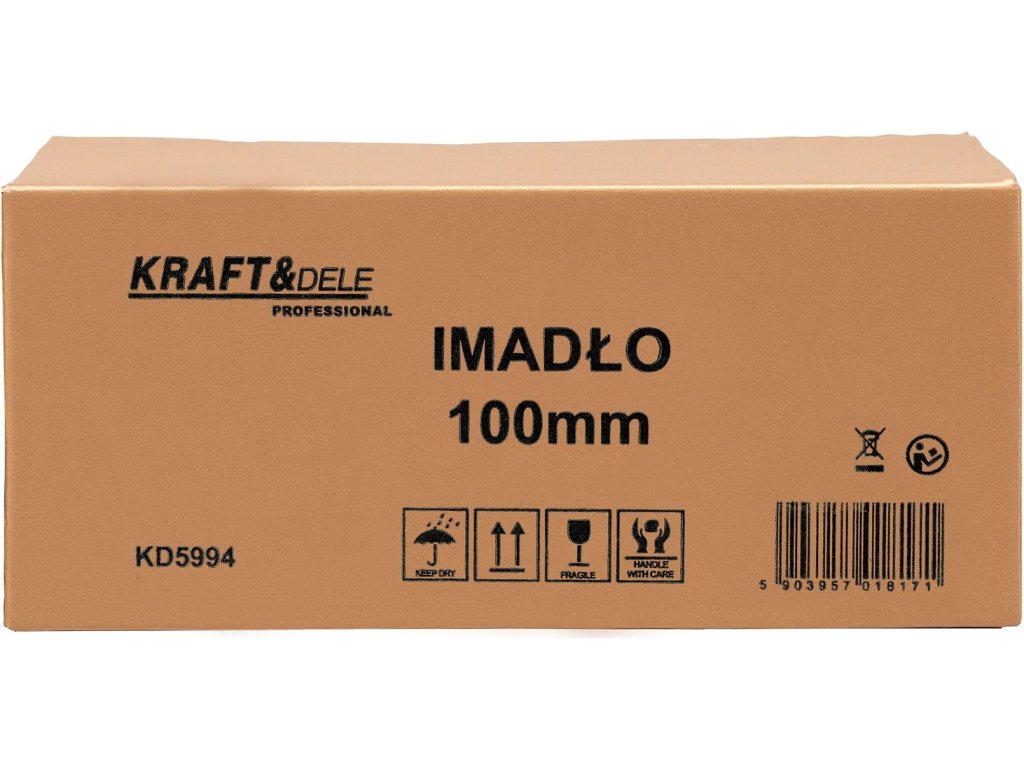 KRAFT&DELE
PROFESSIONAL
IMADŁO
100mm
KD5994
KEEP DRY
FRAGILE
HANDLE
WITH CARE
5 903957 018171